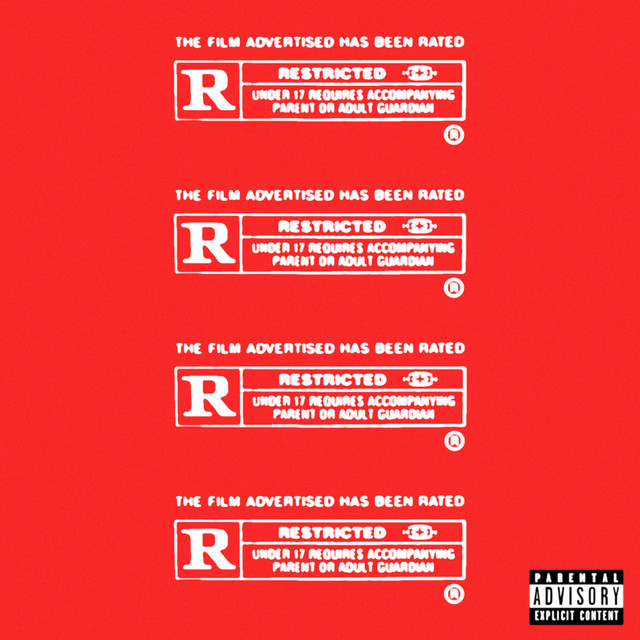 THE FILM ADVERTISED HAS BEEN RATED
R
RESTRICTED
UNDER 17 REQUIRES ACCOMPANYING
PARENT OR ADULT GUARDIAN
THE FILM ADVERTISED HAS BEEN RATED
R
RESTRICTED
UNDER 17 REQUIRES ACCOMPANYING
PARENT OR ADULT GUARDIAN
THE FILM ADVERTISED HAS BEEN RATED
R
RESTRICTED
UNDER 17 REQUIRES ACCOMPANYING
PARENT OR ADULT GUARDIAN
THE FILM ADVERTISED HAS BEEN RATED
R
RESTRICTED
UNDER 17 REQUIRES ACCOMPANYING
PARENT OR ADULT GUARDIAN
PARENTAL
ADVISORY
EXPLICIT CONTENT